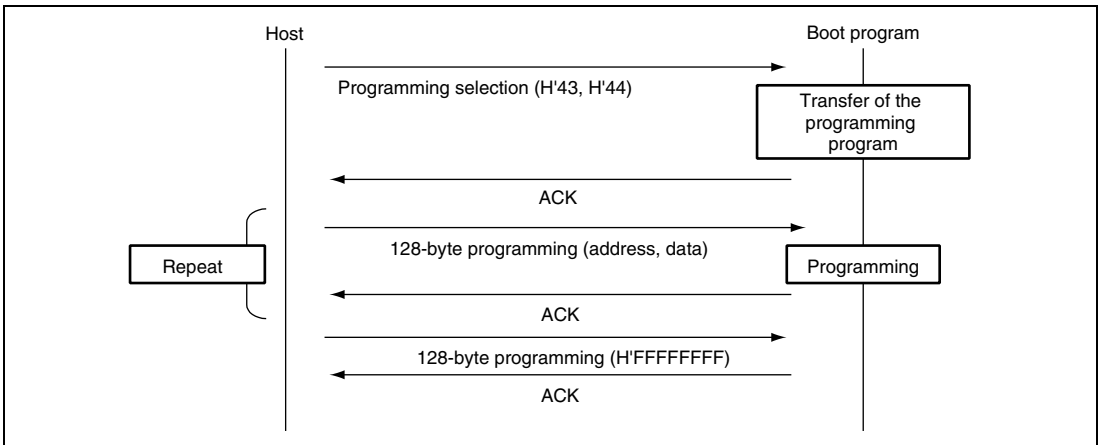 Host
Boot program
Programming selection (H'43, H'44)
Transfer of the
programming
program
ACK
128-byte programming (address, data)
Repeat
Programming
ACK
128-byte programming (H'FFFFFFFF)
ACK